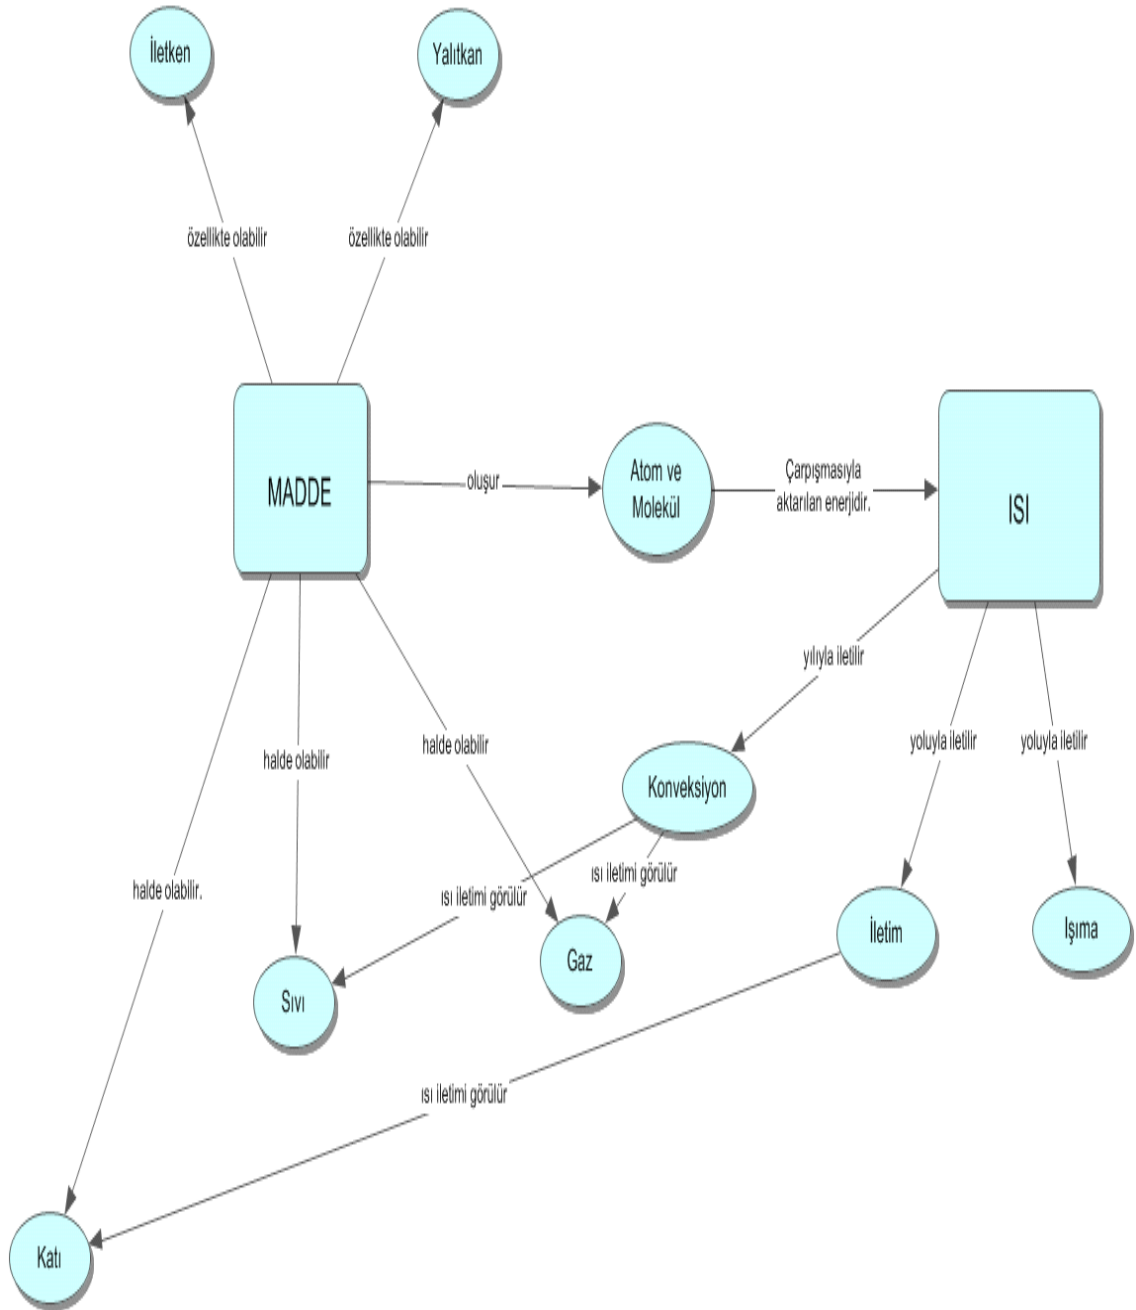 İletken
Yalıtkan
özellikte olabilir
özellikte olabilir
MADDE
oluşur
Atom ve
Molekül
Çarpışmasıyla
aktarılan enerjidir.
ISI
yılıyla iletilir
halde olabilir
halde olabilir
yoluyla iletilir
yoluyla iletilir
Konveksiyon
ısı iletimi görülür
halde olabilir.
ısı iletimi görülür
İletim
Işıma
Gaz
Sıvı
ısı iletimi görülür
Katı